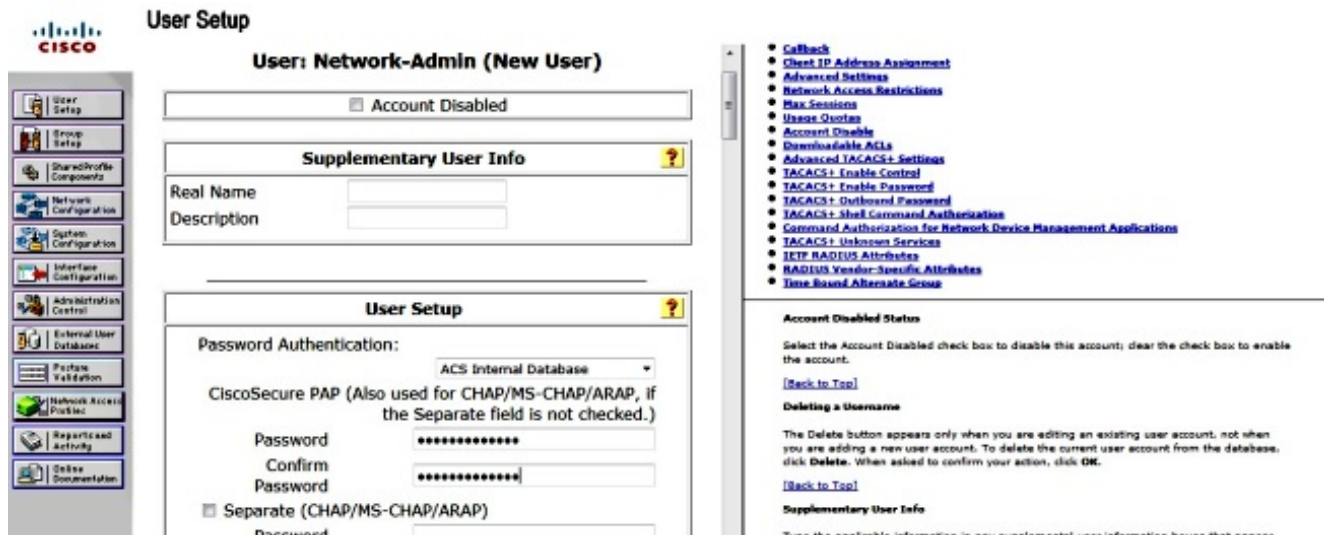 CISCO
User Setup
User
Setup
Group
Setup
Shared Profile
Components
Network
Configuration
System
Configuration
Interface
Configuration
Administration
Control
External User
Databases
Posture
Validation
Network Access
Profiles
Reports and
Activity
Online
Documentation
User: Network-Admin (New User)
Account Disabled
Supplementary User Info
?
Real Name
Description
User Setup
?
Password Authentication:
ACS Internal Database
CiscoSecure PAP (Also used for CHAP/MS-CHAP/ARAP, if
the Separate field is not checked.)
Password
Confirm
Password
Separate (CHAP/MS-CHAP/ARAP)
Password
Callback
Client IP Address Assignment
Advanced Settings
Network Access Restrictions
Max Sessions
Usage Quotas
Account Disable
Downloadable ACLs
Advanced TACACS+ Settings
TACACS+ Enable Control
TACACS+ Enable Password
TACACS+ Outbound Password
TACACS+ Shell Command Authorization
Command Authorization for Network Device Management Applications
TACACS+ Unknown Services
IETF RADIUS Attributes
RADIUS Vendor-Specific Attributes
Time Bound Alternate Group
Account Disabled Status
Select the Account Disabled check box to disable this account; clear the check box to enable
the account.
[Back to Top]
Deleting a Username
The Delete button appears only when you are editing an existing user account, not when
you are adding a new user account. To delete the current user account from the database,
click Delete. When asked to confirm your action, click OK.
[Back to Top]
Supplementary User Info